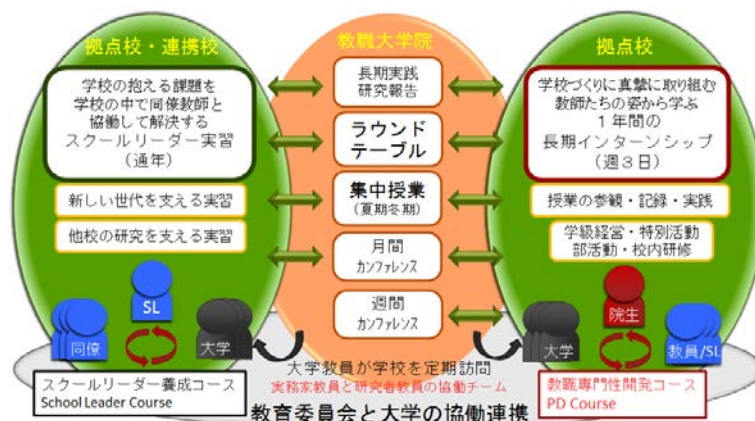 拠点校・連携校
学校の抱える課題を
学校の中で同僚教師と
協働して解決する
スクールリーダー実習
(通年)
新しい世代を支える実習
他校の研究を支える実習
SL
同僚
大学
スクールリーダー養成コース
School Leader Course
教職大学院
長期実践
研究報告
ラウンド
テーブル
集中授業
(夏期冬期)
月間
カンファレンス
週間
カンファレンス
大学教員が学校を定期訪問
実務家教員と研究者教員の協働チーム
教育委員会と大学の協働連携
拠点校
学校づくりに真摯に取り組む
教師たちの姿から学ぶ
1年間の
長期インターンシップ
(週3日)
授業の参観・記録・実践
学級経営・特別活動
部活動・校内研修
院生
大学
教員/SL
教職専門性開発コース
PD Course